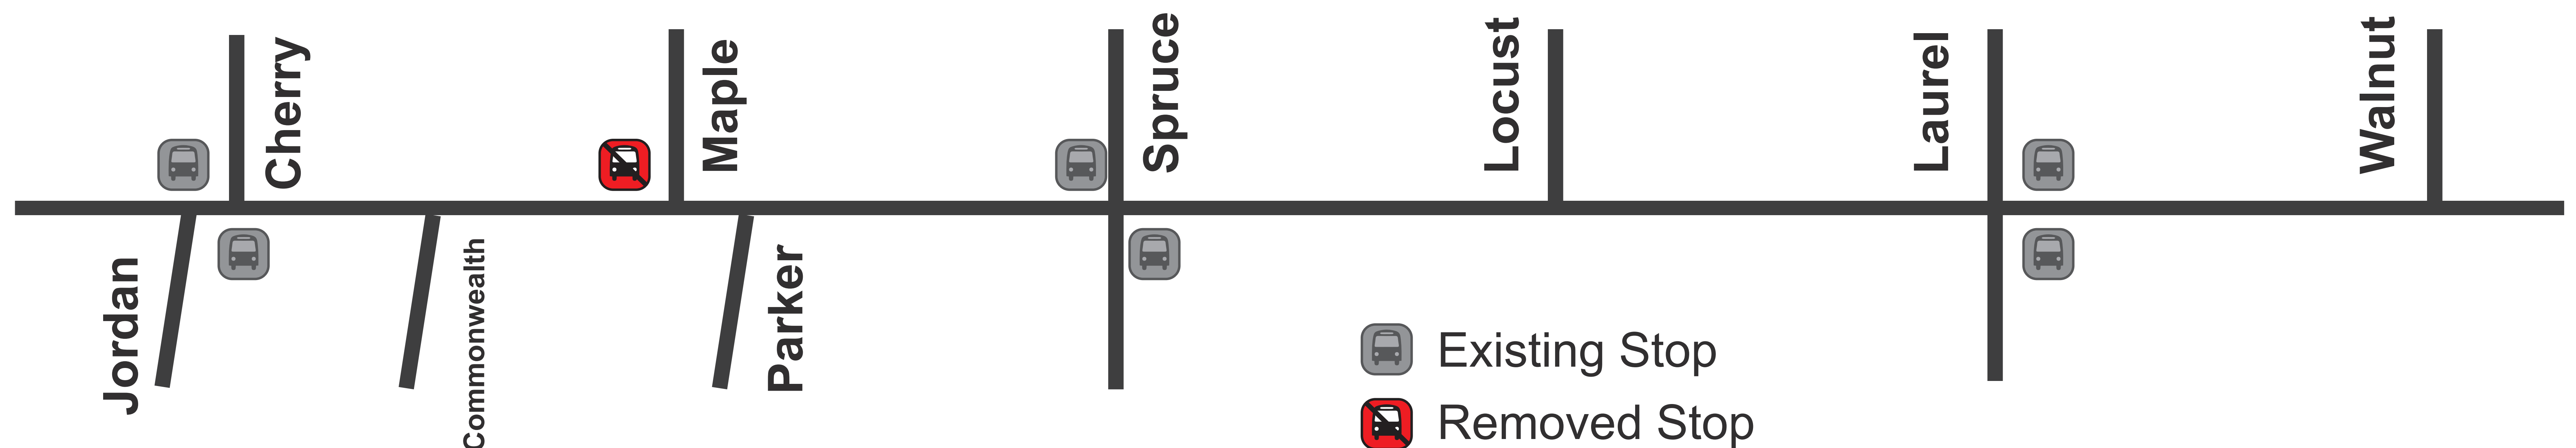 Cherry
Maple
Spruce
Locust
Laurel
Walnut
Jordan
Commonwealth
Parker
Existing Stop
Removed Stop